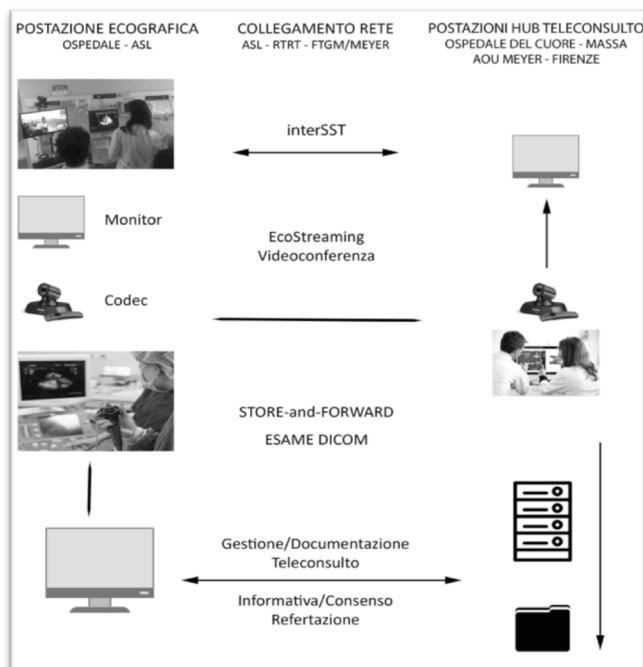 POSTAZIONE ECOGRAFICA
OSPEDALE - ASL
COLLEGAMENTO RETE
ASL - RTRT - FTGM/MEYER
POSTAZIONI HUB TELECONSULTO
OSPEDALE DEL CUORE - MASSA
AOU MEYER - FIRENZE
interSST
Monitor
EcoStreaming
Videoconferenza
Codec
STORE-and-FORWARD
ESAME DICOM
Gestione/Documentazione
Teleconsulto
Informativa/Consenso
Refertazione